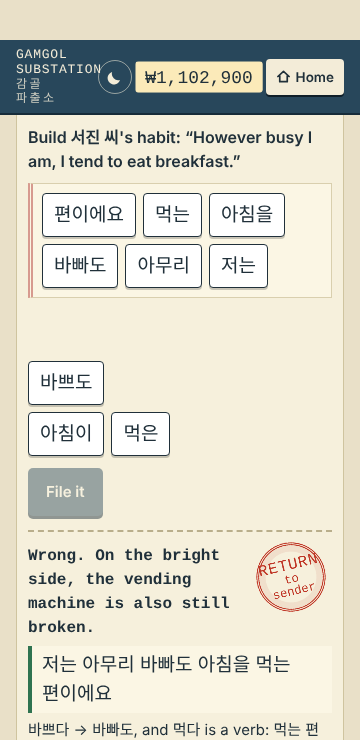 GAMGOL
SUBSTATION
감골
파출소
₩1,102,900
Home
Build 서진 씨's habit: “However busy I
am, I tend to eat breakfast.”
편이에요 먹는 아침을
바빠도 아무리 저는
바쁘도
아침이 먹은
File it
Wrong. On the bright
side, the vending
machine is also still
broken.
RETURN
to
sender
저는 아무리 바빠도 아침을 먹는
편이에요
바쁘다 → 바빠도, and 먹다 is a verb: 먹는 편